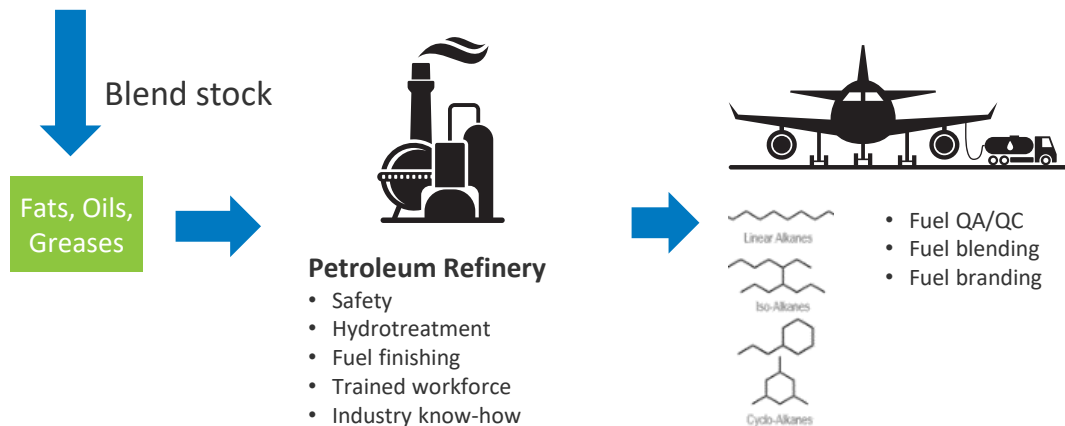 Blend stock
Fats, Oils,
Greases
Petroleum Refinery
• Safety
• Hydrotreatment
• Fuel finishing
• Trained workforce
• Industry know-how
Linear Alkanes
Iso-Alkanes
Cyclo-Alkanes
• Fuel QA/QC
• Fuel blending
• Fuel branding